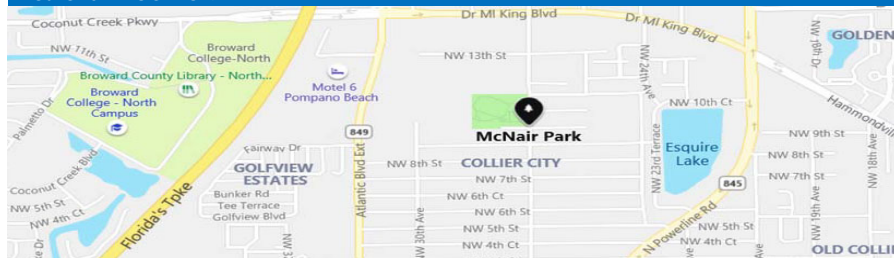 Coconut Creek Pkwy
Dr Ml King Blvd
Dr Ml King Blvd
GOLDEN
NW 18th Dr
NW 11th St
Broward
College-North
Broward County Library - North...
Broward
College - North
Campus
Palmetto Dr
Motel 6
Pompano Beach
NW 13th St
NW 24th Ave
NW 10th Ct
Hammondvil
849
McNair Park
Esquire
Lake
NW 9th St
NW 8th St
NW 7th St
NW 18th Ave
NW 19th Ave
Fairway Dr
GOLFVIEW
ESTATES
Bunker Rd
Tee Terrace
Golfview Blvd
Atlantic Blvd Ext
NW 8th St
COLLIER CITY
NW 7th St
NW 6th Ct
NW 6th St
NW 5th St
NW 4th Ct
NW 30th Ave
NW 23rd Terrace
845
N Powerline Rd
NW 5th St
NW 4th Ct
OLD COLLI
Coconut Creek Blvd
NW 5th St
NW 4th Ct
Florida's Tpke